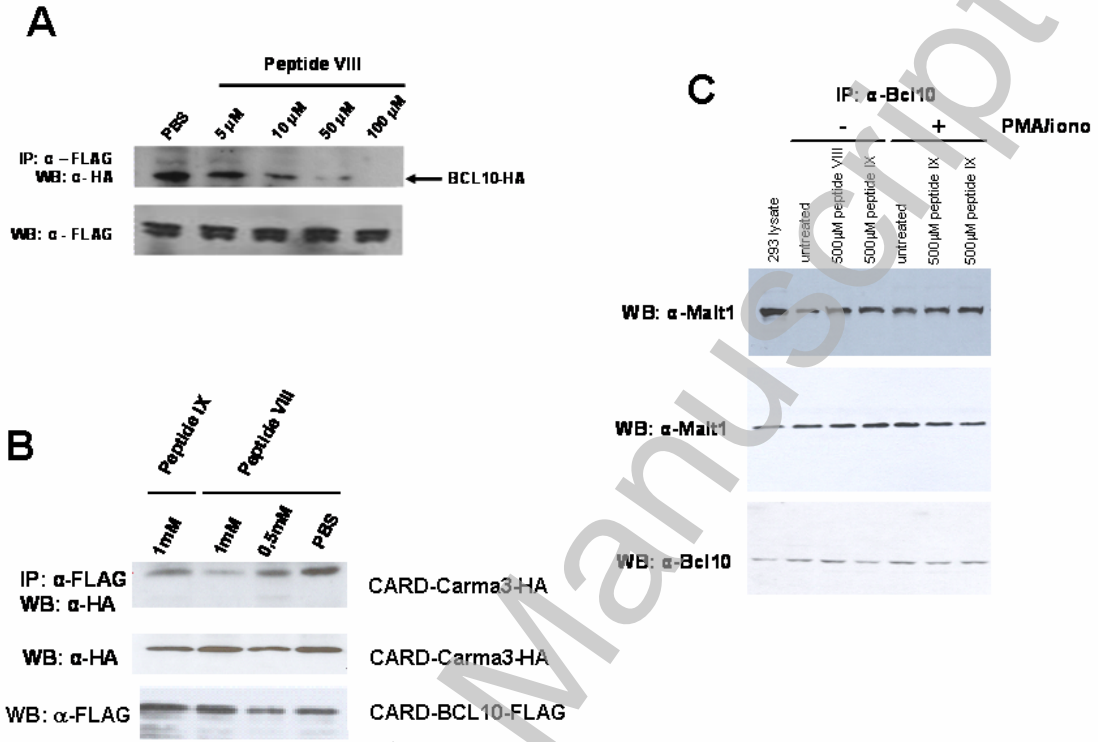 A
Peptide VIII
PBS
5 µM
10 µM
50 µM
100 µM
IP: α -FLAG
WB: α- HA
BCL10-HA
WB: α - FLAG
B
Peptide IX
Peptide VIII
1mM
1mM
0,5mM
PBS
IP: α-FLAG
WB: α-HA
CARD-Carma3-HA
WB: α-HA
CARD-Carma3-HA
WB: α-FLAG
CARD-BCL10-FLAG
C
IP: α-Bcl10
-
+
PMA/iono
293 lysate
untreated
500µM peptide VIII
500µM peptide IX
untreated
500µM peptide IX
500µM peptide IX
WB: α-Malt1
WB: α-Malt1
WB: α-Bcl10
Manuscript